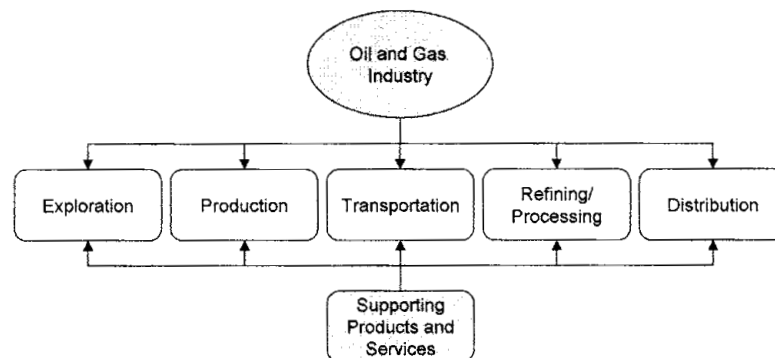 Oil and Gas
Industry
Exploration
Production
Transportation
Refining/
Processing
Distribution
Supporting
Products and
Services